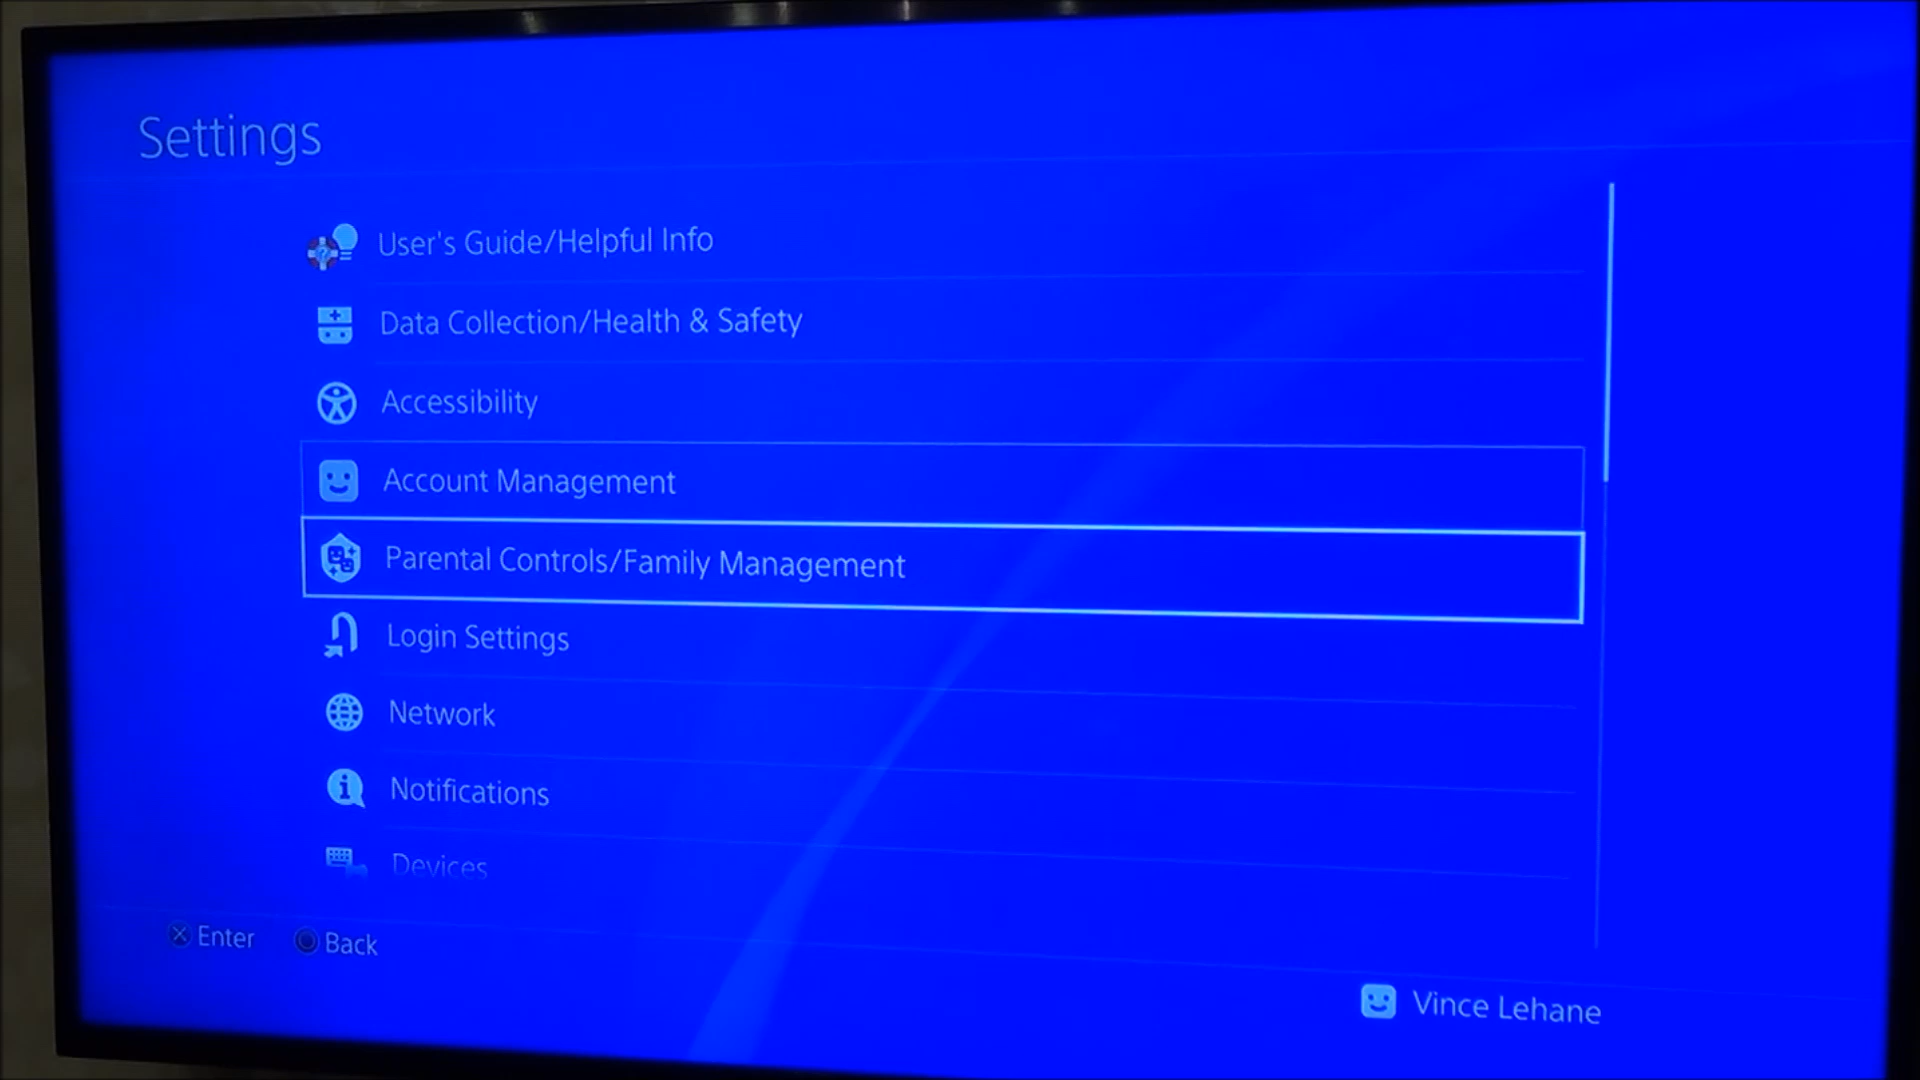 Settings
User's Guide/Helpful Info
Data Collection/Health & Safety
Accessibility
Account Management
Parental Controls/Family Management
Login Settings
Network
Notifications
Devices
Enter Back
Vince Lehane